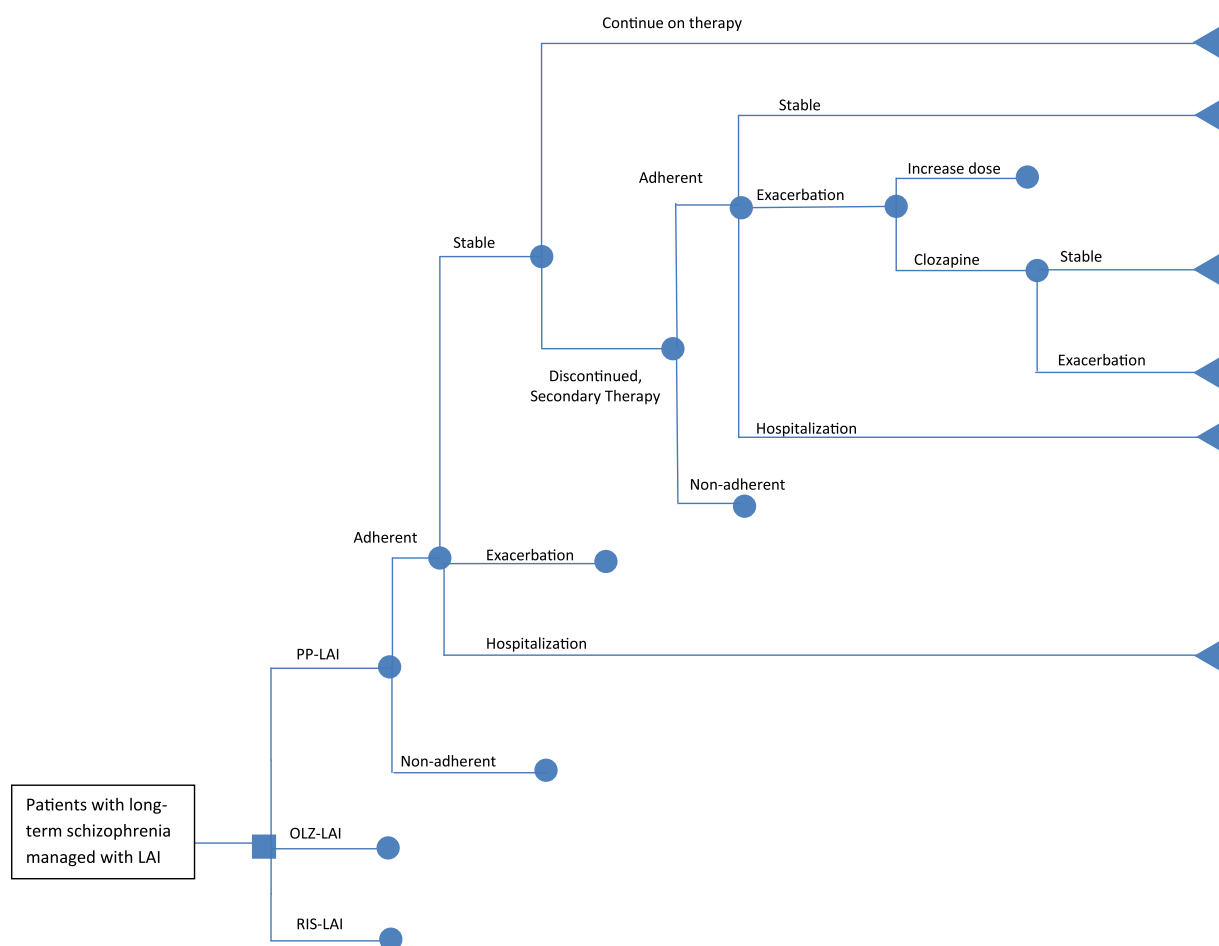 Continue on therapy
Stable
Increase dose
Adherent
Exacerbation
Stable
Clozapine
Stable
Exacerbation
Discontinued,
Secondary Therapy
Hospitalization
Non-adherent
Adherent
Exacerbation
Hospitalization
PP-LAI
Non-adherent
Patients with long-
term schizophrenia
managed with LAI
OLZ-LAI
RIS-LAI